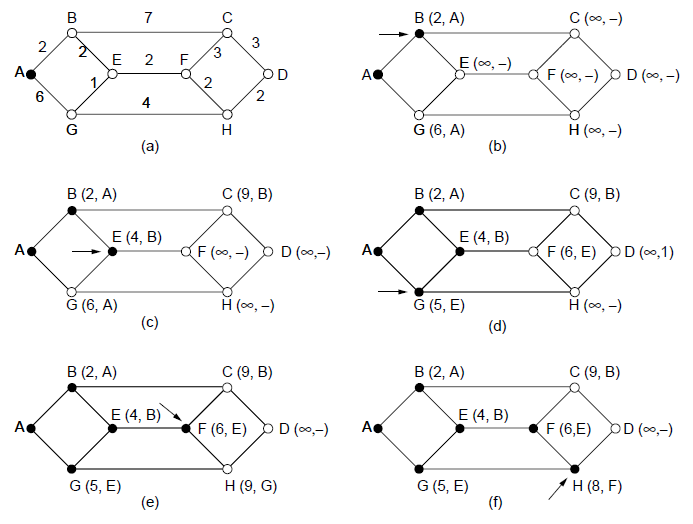 B 7 C
2 2 3 3
A E 2 F D
6 1 2 2
4
G H
(a)
B (2, A) C (∞, –)
E (∞, –)
A F (∞, –) D (∞, –)
G (6, A) H (∞, –)
(b)
B (2, A) C (9, B)
E (4, B)
A F (∞, –) D (∞,–)
G (6, A) H (∞, –)
(c)
B (2, A) C (9, B)
E (4, B)
A F (6, E) D (∞,1)
G (5, E) H (∞, –)
(d)
B (2, A) C (9, B)
E (4, B)
A F (6, E) D (∞,–)
G (5, E) H (9, G)
(e)
B (2, A) C (9, B)
E (4, B)
A F (6,E) D (∞,–)
G (5, E) H (8, F)
(f)